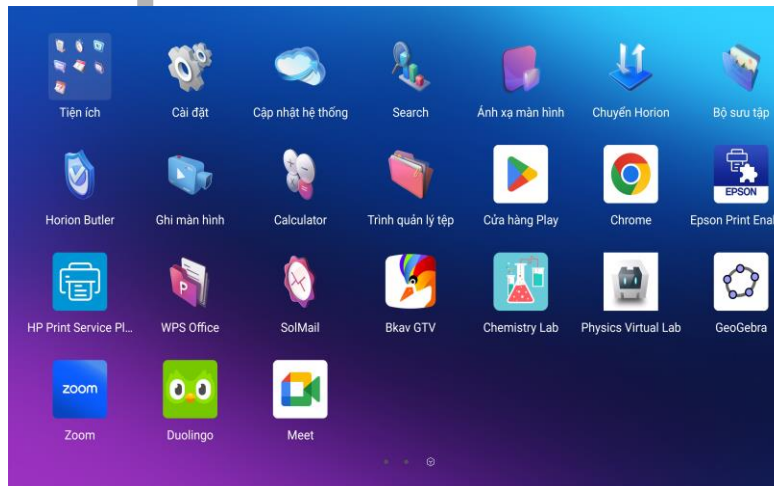 Tiện ích
Cài đặt
Cập nhật hệ thống
Search
Ánh xạ màn hình
Chuyển Horion
Bộ sưu tập
Horion Butler
Ghi màn hình
Calculator
Trình quản lý tệp
Cửa hàng Play
Chrome
EPSON
Epson Print Enal
HP Print Service Pl...
P
WPS Office
SolMail
Bkav GTV
Chemistry Lab
Physics Virtual Lab
GeoGebra
zoom
Zoom
Duolingo
Meet